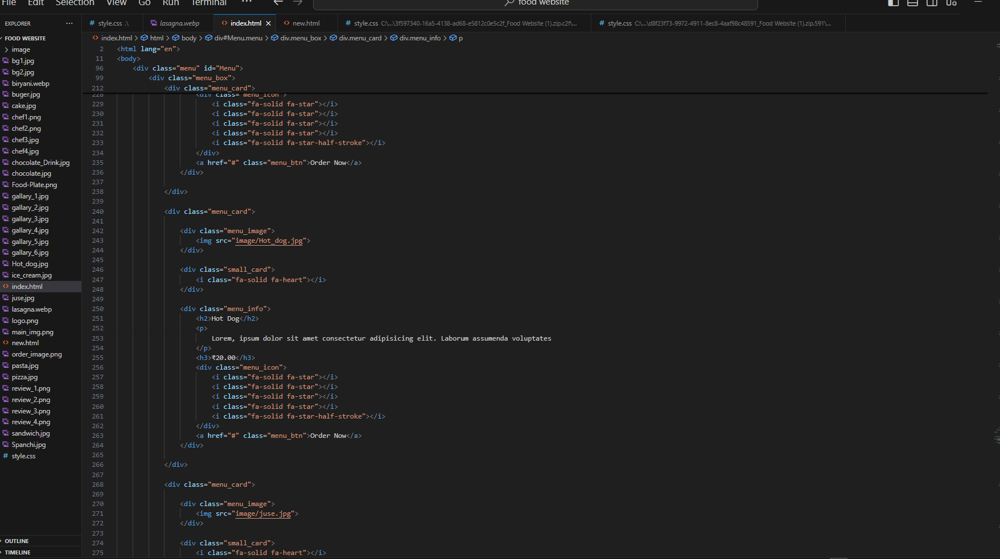 File Edit Selection View Go Run Terminal ··· food website
EXPLORER ···
style.css .\ lasagna.webp index.html new.html style.css C:\...\3f597340-16a5-4138-ad68-e5812c0e5c2f_Food Website (1).zip.c2f\... style.css C:\...\d8f23f73-9972-4911-8ec8-4aaf98c48591_Food Website (1).zip.591\...
index.html > html > body > div#Menu.menu > div.menu_box > div.menu_card > div.menu_info > p
FOOD WEBSITE
image
bg1.jpg
bg2.jpg
biryani.webp
buger.jpg
cake.jpg
chef1.png
chef2.png
chef3.jpg
chef4.jpg
chocolate_Drink.jpg
chocolate.jpg
Food-Plate.png
gallary_1.jpg
gallary_2.jpg
gallary_3.jpg
gallary_4.jpg
gallary_5.jpg
gallary_6.jpg
Hot_dog.jpg
ice_cream.jpg
index.html
juse.jpg
lasagna.webp
logo.png
main_img.png
new.html
order_image.png
pasta.jpg
pizza.jpg
review_1.png
review_2.png
review_3.png
review_4.png
sandwich.jpg
Spanchi.jpg
style.css
OUTLINE
TIMELINE
2 <html lang="en">
11 <body>
96 <div class="menu" id="Menu">
99 <div class="menu_box">
212 <div class="menu_card">
228 <div class="menu_icon">
229 <i class="fa-solid fa-star"></i>
230 <i class="fa-solid fa-star"></i>
231 <i class="fa-solid fa-star"></i>
232 <i class="fa-solid fa-star"></i>
233 <i class="fa-solid fa-star-half-stroke"></i>
234 </div>
235 <a href="#" class="menu_btn">Order Now</a>
236 </div>
237
238 </div>
239
240 <div class="menu_card">
241
242 <div class="menu_image">
243 <img src="image/Hot_dog.jpg">
244 </div>
245
246 <div class="small_card">
247 <i class="fa-solid fa-heart"></i>
248 </div>
249
250 <div class="menu_info">
251 <h2>Hot Dog</h2>
252 <p>
253 Lorem, ipsum dolor sit amet consectetur adipisicing elit. Laborum assumenda voluptates
254 </p>
255 <h3>₹20.00</h3>
256 <div class="menu_icon">
257 <i class="fa-solid fa-star"></i>
258 <i class="fa-solid fa-star"></i>
259 <i class="fa-solid fa-star"></i>
260 <i class="fa-solid fa-star"></i>
261 <i class="fa-solid fa-star-half-stroke"></i>
262 </div>
263 <a href="#" class="menu_btn">Order Now</a>
264 </div>
265
266 </div>
267
268 <div class="menu_card">
269
270 <div class="menu_image">
271 <img src="image/juse.jpg">
272 </div>
273
274 <div class="small_card">
275 <i class="fa-solid fa-heart"></i>